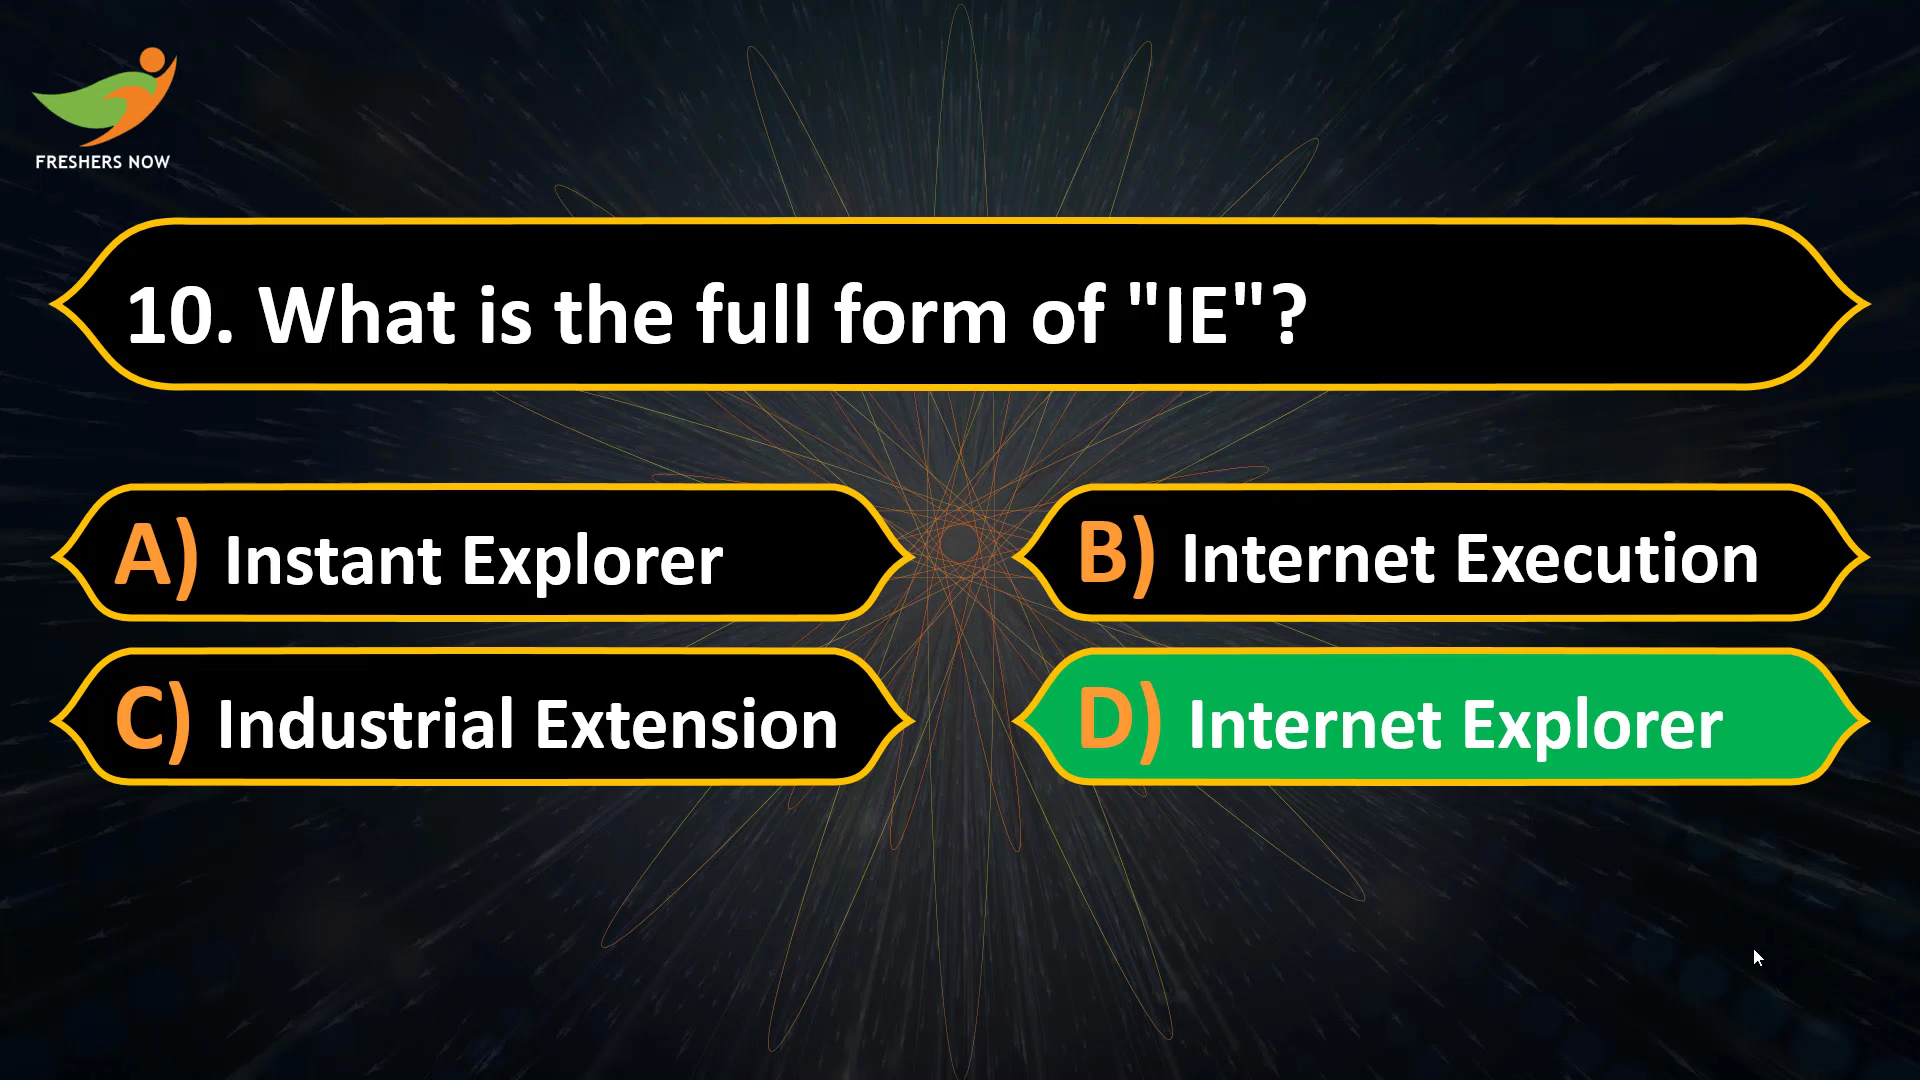 FRESHERS NOW
10. What is the full form of "IE"?
A) Instant Explorer
B) Internet Execution
C) Industrial Extension
D) Internet Explorer